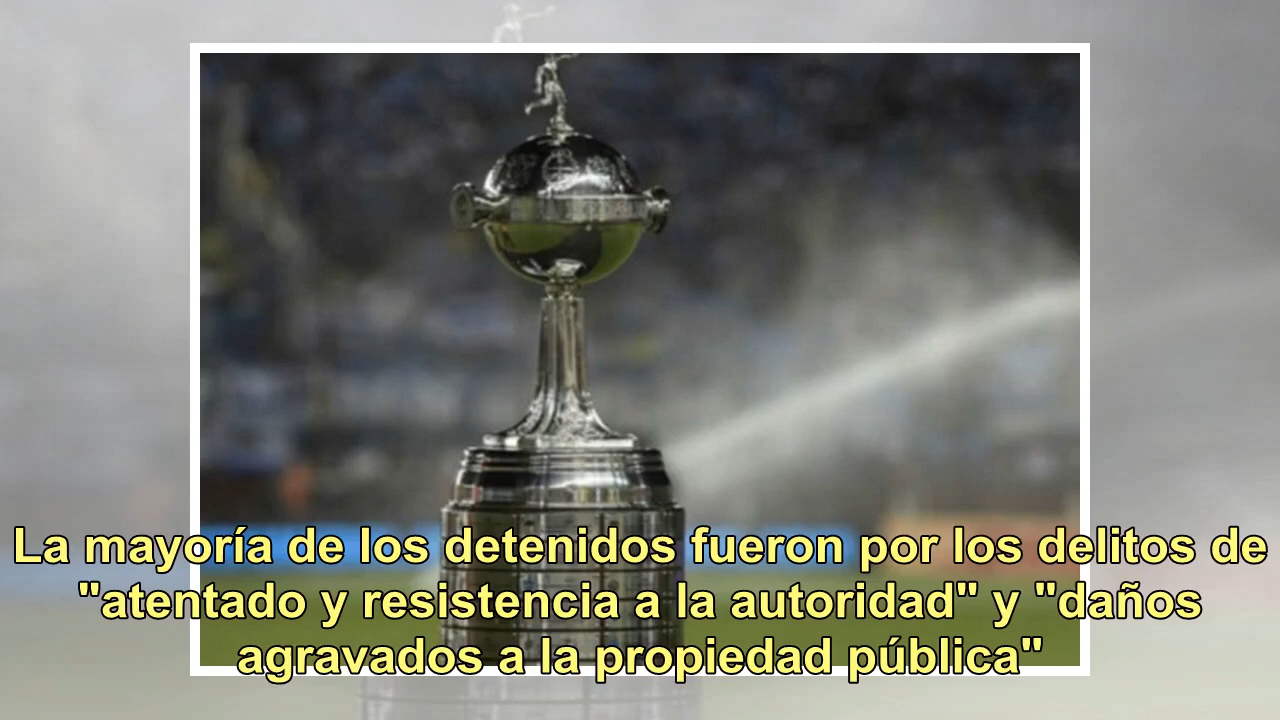 La mayoría de los detenidos fueron por los delitos de
"atentado y resistencia a la autoridad" y "daños
agravados a la propiedad pública"